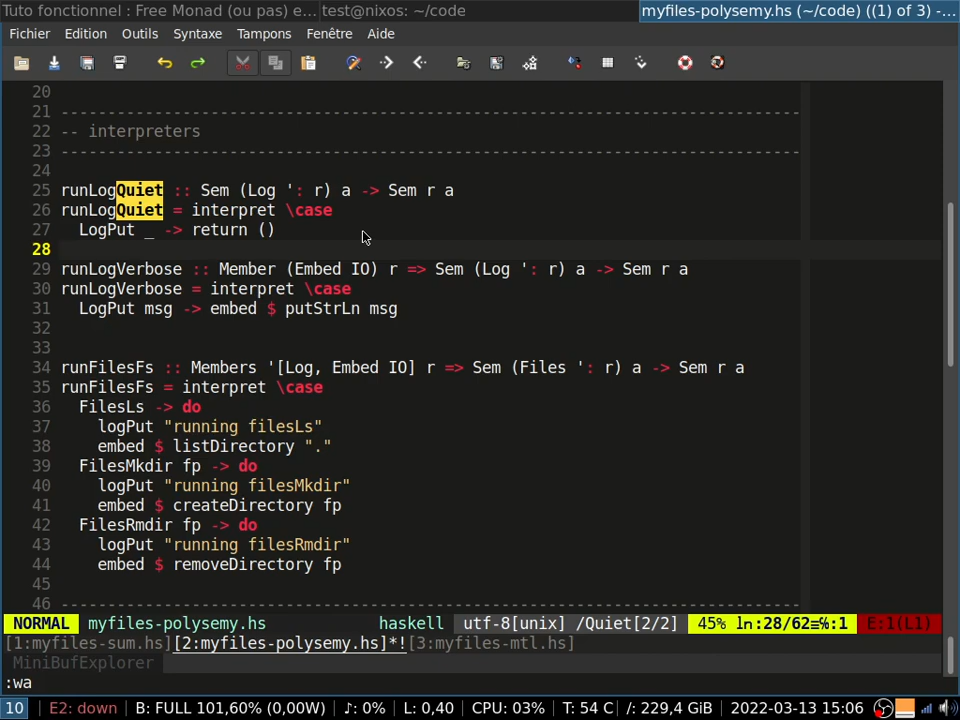 Tuto fonctionnel : Free Monad (ou pas) e... test@nixos: ~/code myfiles-polysemy.hs (~/code) ((1) of 3) -...
Fichier Edition Outils Syntaxe Tampons Fenêtre Aide
20
21 --------------------------------------------------------------------------------
22 -- interpreters
23 --------------------------------------------------------------------------------
24
25 runLogQuiet :: Sem (Log ': r) a -> Sem r a
26 runLogQuiet = interpret \case
27   LogPut _ -> return ()
28
29 runLogVerbose :: Member (Embed IO) r => Sem (Log ': r) a -> Sem r a
30 runLogVerbose = interpret \case
31   LogPut msg -> embed $ putStrLn msg
32
33
34 runFilesFs :: Members '[Log, Embed IO] r => Sem (Files ': r) a -> Sem r a
35 runFilesFs = interpret \case
36   FilesLs -> do
37     logPut "running filesLs"
38     embed $ listDirectory "."
39   FilesMkdir fp -> do
40     logPut "running filesMkdir"
41     embed $ createDirectory fp
42   FilesRmdir fp -> do
43     logPut "running filesRmdir"
44     embed $ removeDirectory fp
45
46 --------------------------------------------------------------------------------
NORMAL myfiles-polysemy.hs haskell utf-8[unix] /Quiet[2/2] 45% ln:28/62≡℅:1 E:1(L1)
[1:myfiles-sum.hs][2:myfiles-polysemy.hs]*![3:myfiles-mtl.hs]
MiniBufExplorer
:wa
10 E2: down | B: FULL 101,60% (0,00W) | ♪: 0% | L: 0,40 | CPU: 03% | T: 54 C | /: 229,4 GiB | 2022-03-13 15:06